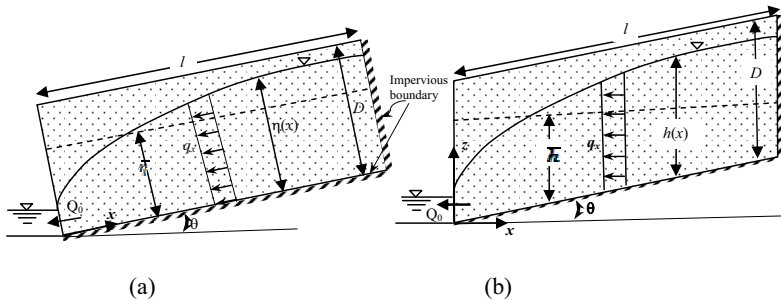 l
D
Impervious
boundary
η(x)
q_x
η̄
Q_0
x
θ
(a)
l
D
h(x)
q_x
z
h̄
Q_0
x
θ
(b)